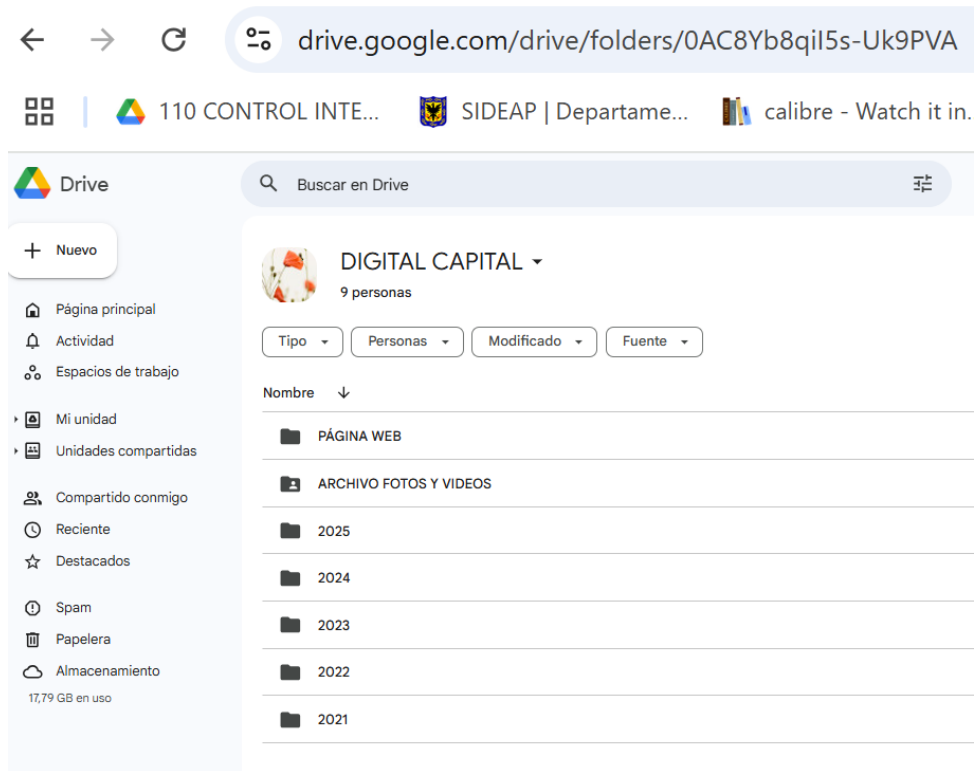 drive.google.com/drive/folders/0AC8Yb8qiI5s-Uk9PVA
110 CONTROL INTE... SIDEAP | Departame... calibre - Watch it in...
Drive
Buscar en Drive
Nuevo
DIGITAL CAPITAL
9 personas
Página principal
Actividad
Espacios de trabajo
Mi unidad
Unidades compartidas
Compartido conmigo
Reciente
Destacados
Spam
Papelera
Almacenamiento
17,79 GB en uso
Tipo Personas Modificado Fuente
Nombre
PÁGINA WEB
ARCHIVO FOTOS Y VIDEOS
2025
2024
2023
2022
2021